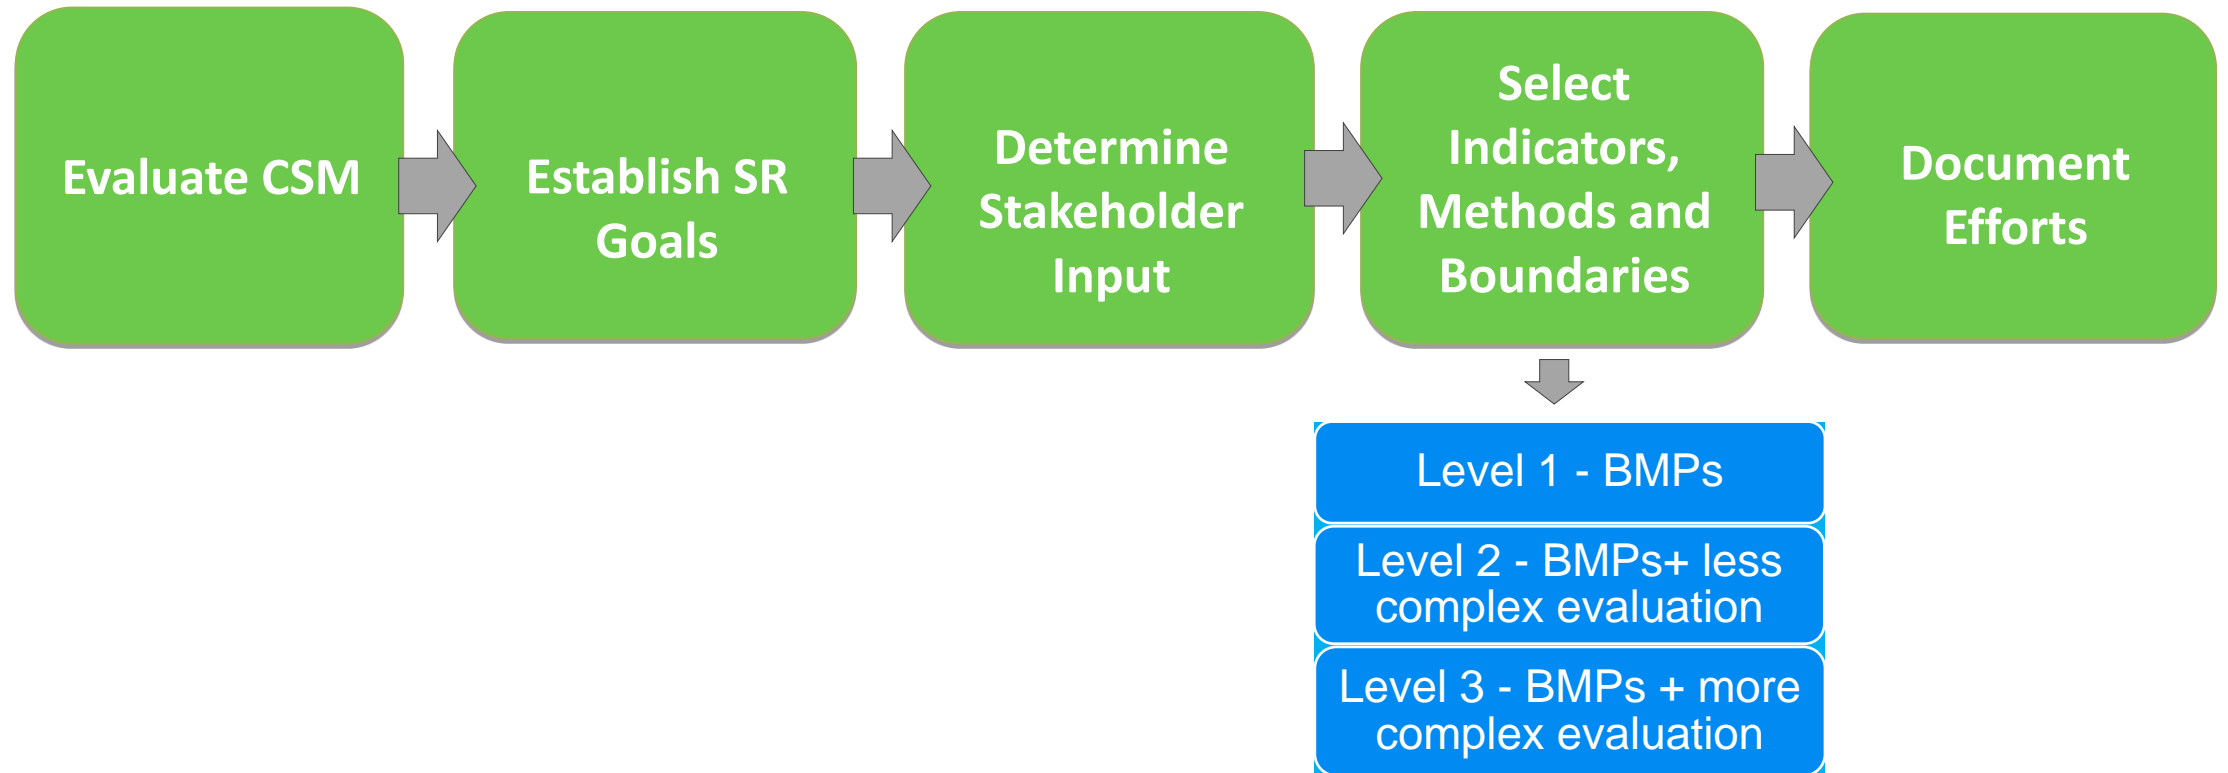 Evaluate CSM
Establish SR
Goals
Determine
Stakeholder
Input
Select
Indicators,
Methods and
Boundaries
Document
Efforts
Level 1 - BMPs
Level 2 - BMPs+ less
complex evaluation
Level 3 - BMPs + more
complex evaluation